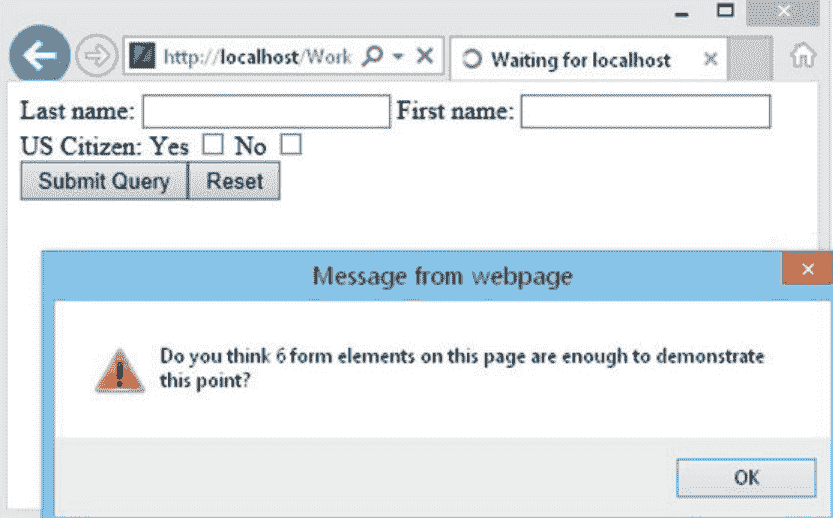 http://localhost/Work
Waiting for localhost
Last name: First name:
US Citizen: Yes No
Submit Query Reset
Message from webpage
Do you think 6 form elements on this page are enough to demonstrate
this point?
OK